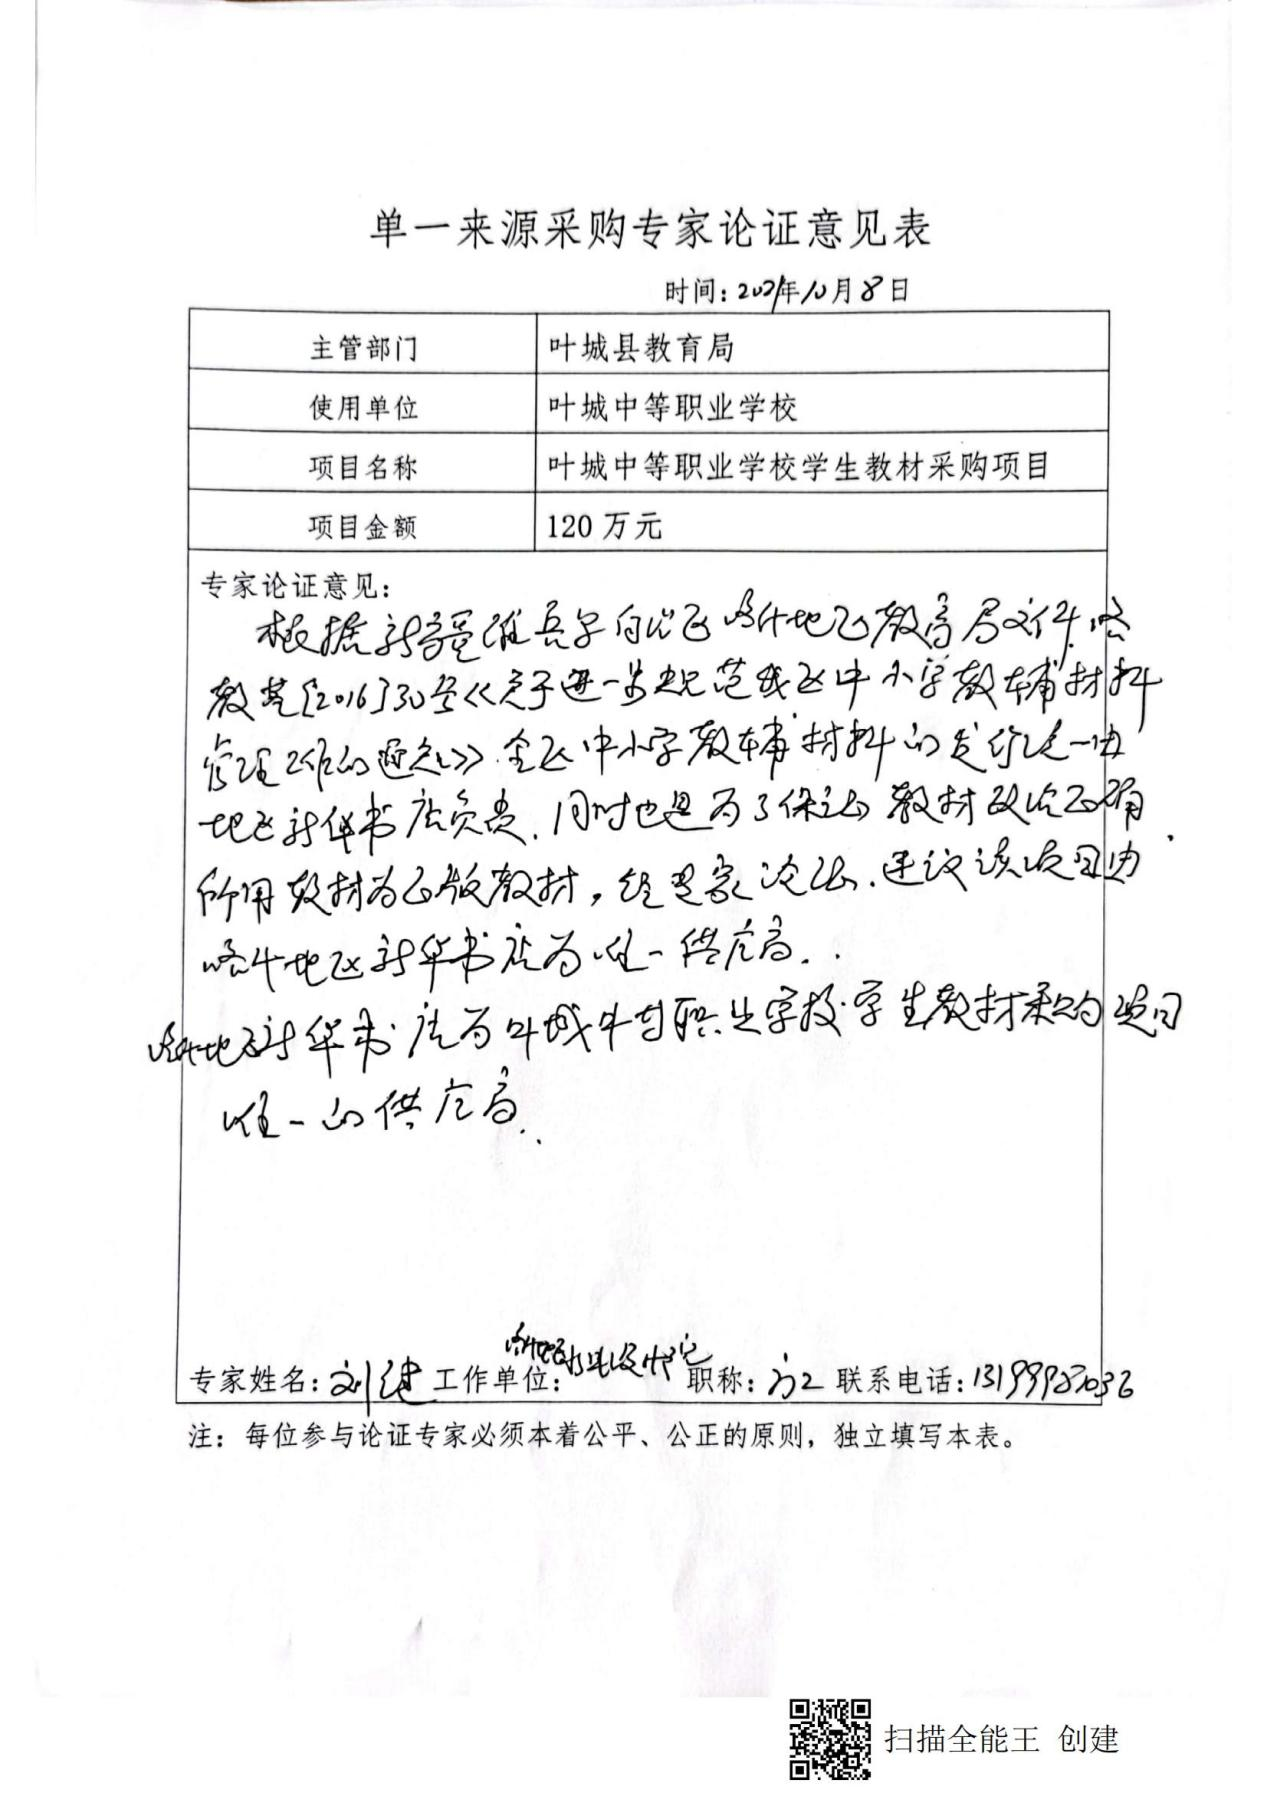 单一来源采购专家论证意见表
时间:2021年10月8日
主管部门 叶城县教育局
使用单位 叶城中等职业学校
项目名称 叶城中等职业学校学生教材采购项目
项目金额 120万元
专家论证意见:
根据新疆维吾尔自治区喀什地区教育局文件,喀
教基[2016]30号《关于进一步规范我区中小学教辅材料
管理工作的通知》.全区中小学教辅材料的发行统一由
地区新华书店负责.同时也是为了保证教材政治正确.
所用教材为正版教材,经专家论证.建议该项目由
喀什地区新华书店为唯一供应商..
喀什地区新华书店为叶城中等职业学校学生教材采购项目
唯一的供应商..
专家姓名:刘建 工作单位:喀什地区 设计院 职称:高工 联系电话:
注:每位参与论证专家必须本着公平、公正的原则,独立填写本表。
扫描全能王 创建